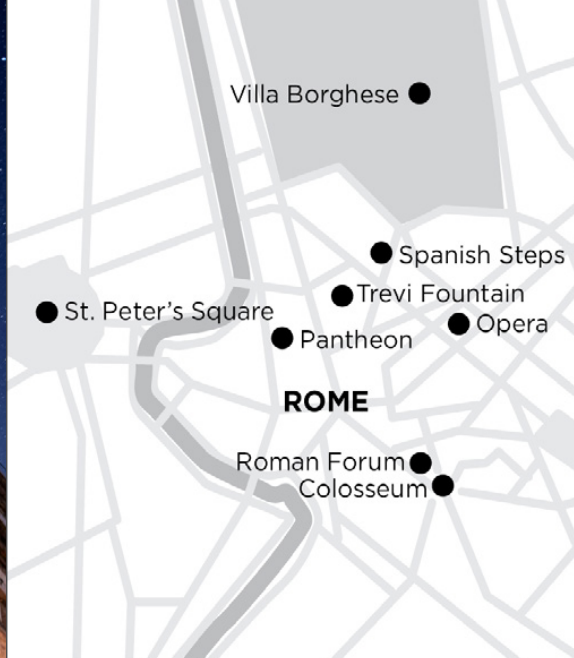 Villa Borghese
Spanish Steps
Trevi Fountain
St. Peter's Square
Opera
Pantheon
ROME
Roman Forum
Colosseum